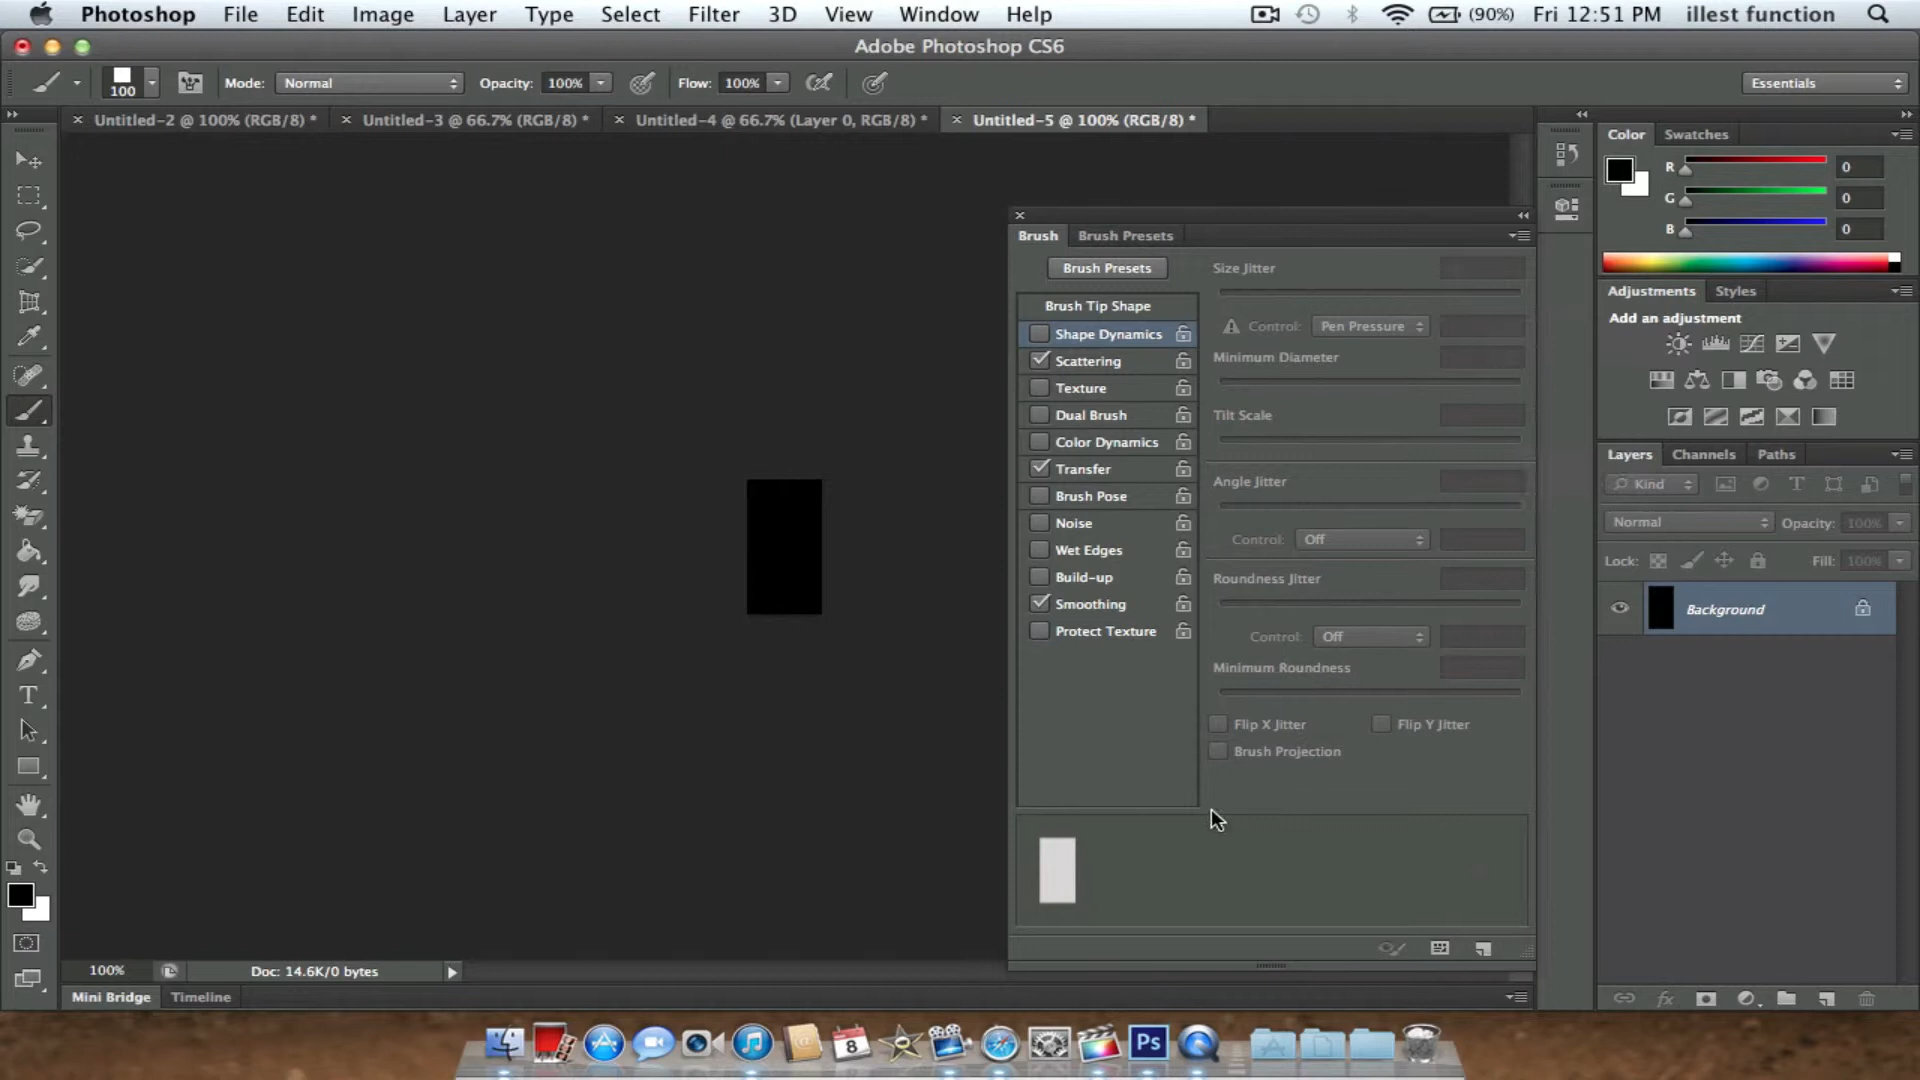 Photoshop File Edit Image Layer Type Select Filter 3D View Window Help (90%) Fri 12:51 PM illest function
Adobe Photoshop CS6
100 Mode: Normal Opacity: 100% Flow: 100% Essentials
Untitled-2 @ 100% (RGB/8) * Untitled-3 @ 66.7% (RGB/8) * Untitled-4 @ 66.7% (Layer 0, RGB/8) * Untitled-5 @ 100% (RGB/8) *
Color Swatches
R 0
G 0
B 0
Brush Brush Presets
Brush Presets
Brush Tip Shape
Shape Dynamics
Scattering
Texture
Dual Brush
Color Dynamics
Transfer
Brush Pose
Noise
Wet Edges
Build-up
Smoothing
Protect Texture
Size Jitter
Control: Pen Pressure
Minimum Diameter
Tilt Scale
Angle Jitter
Control: Off
Roundness Jitter
Control: Off
Minimum Roundness
Flip X Jitter Flip Y Jitter
Brush Projection
Adjustments Styles
Add an adjustment
Layers Channels Paths
Kind
Normal Opacity: 100%
Lock: Fill: 100%
Background
100% Doc: 14.6K/0 bytes
Mini Bridge Timeline
8
Ps